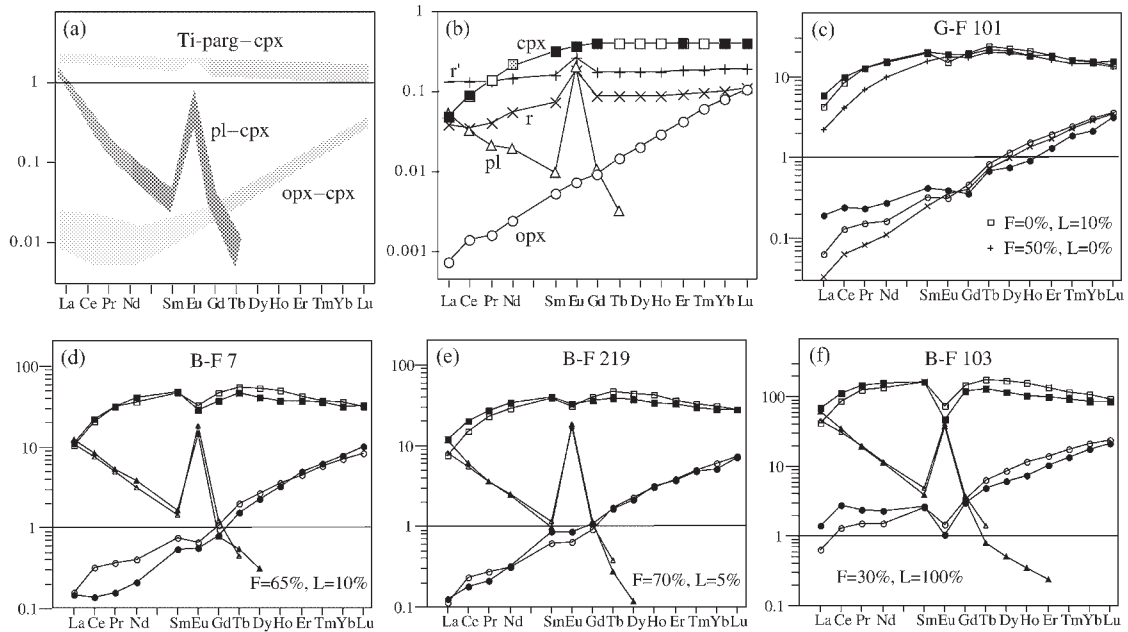 (a)
Ti-parg-cpx
1
pl-cpx
0.1
opx-cpx
0.01
La Ce Pr Nd Sm Eu Gd Tb Dy Ho Er Tm Yb Lu
(b)
1
cpx
r'
0.1
r
pl
0.01
opx
0.001
La Ce Pr Nd Sm Eu Gd Tb Dy Ho Er Tm Yb Lu
(c)
G-F 101
10
1
0.1
F=0%, L=10%
F=50%, L=0%
La Ce Pr Nd Sm Eu Gd Tb Dy Ho Er Tm Yb Lu
(d)
B-F 7
100
10
1
F=65%, L=10%
0.1
La Ce Pr Nd Sm Eu Gd Tb Dy Ho Er Tm Yb Lu
(e)
B-F 219
100
10
1
F=70%, L=5%
0.1
La Ce Pr Nd Sm Eu Gd Tb Dy Ho Er Tm Yb Lu
(f)
B-F 103
100
10
1
F=30%, L=100%
0.1
La Ce Pr Nd Sm Eu Gd Tb Dy Ho Er Tm Yb Lu